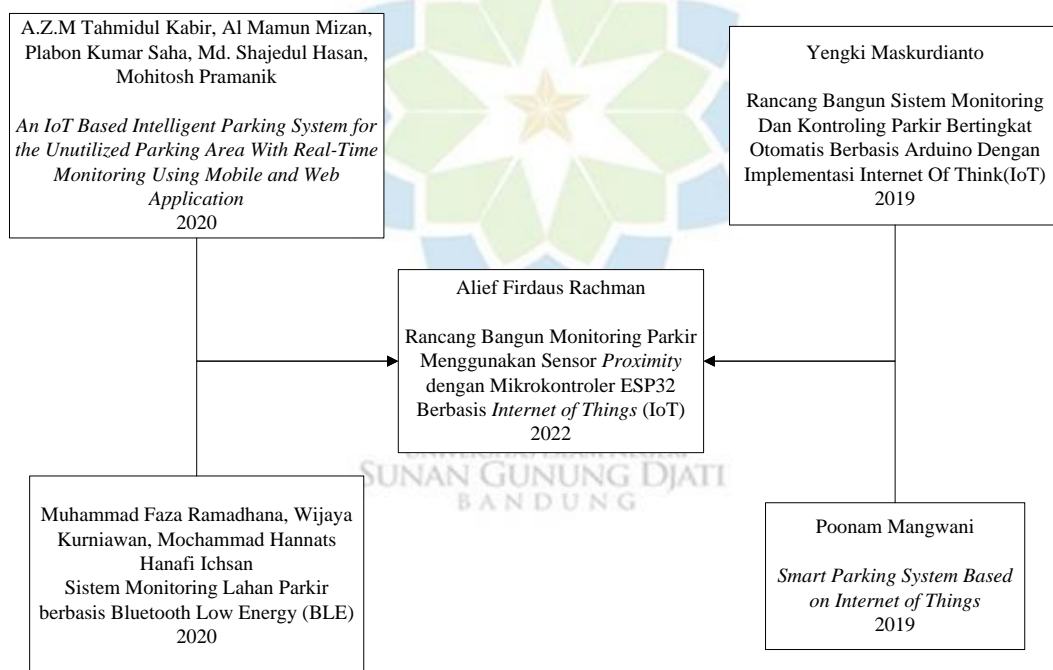 A.Z.M Tahmidul Kabir, Al Mamun Mizan,
Plabon Kumar Saha, Md. Shajedul Hasan,
Mohitosh Pramanik
An IoT Based Intelligent Parking System for
the Unutilized Parking Area With Real-Time
Monitoring Using Mobile and Web
Application
2020
Yengki Maskurdianto
Rancang Bangun Sistem Monitoring
Dan Kontroling Parkir Bertingkat
Otomatis Berbasis Arduino Dengan
Implementasi Internet Of Think(IoT)
2019
Alief Firdaus Rachman
Rancang Bangun Monitoring Parkir
Menggunakan Sensor Proximity
dengan Mikrokontroler ESP32
Berbasis Internet of Things (IoT)
2022
SUNAN GUNUNG DJATI
BANDUNG
Muhammad Faza Ramadhana, Wijaya
Kurniawan, Mochammad Hannats
Hanafi Ichsan
Sistem Monitoring Lahan Parkir
berbasis Bluetooth Low Energy (BLE)
2020
Poonam Mangwani
Smart Parking System Based
on Internet of Things
2019